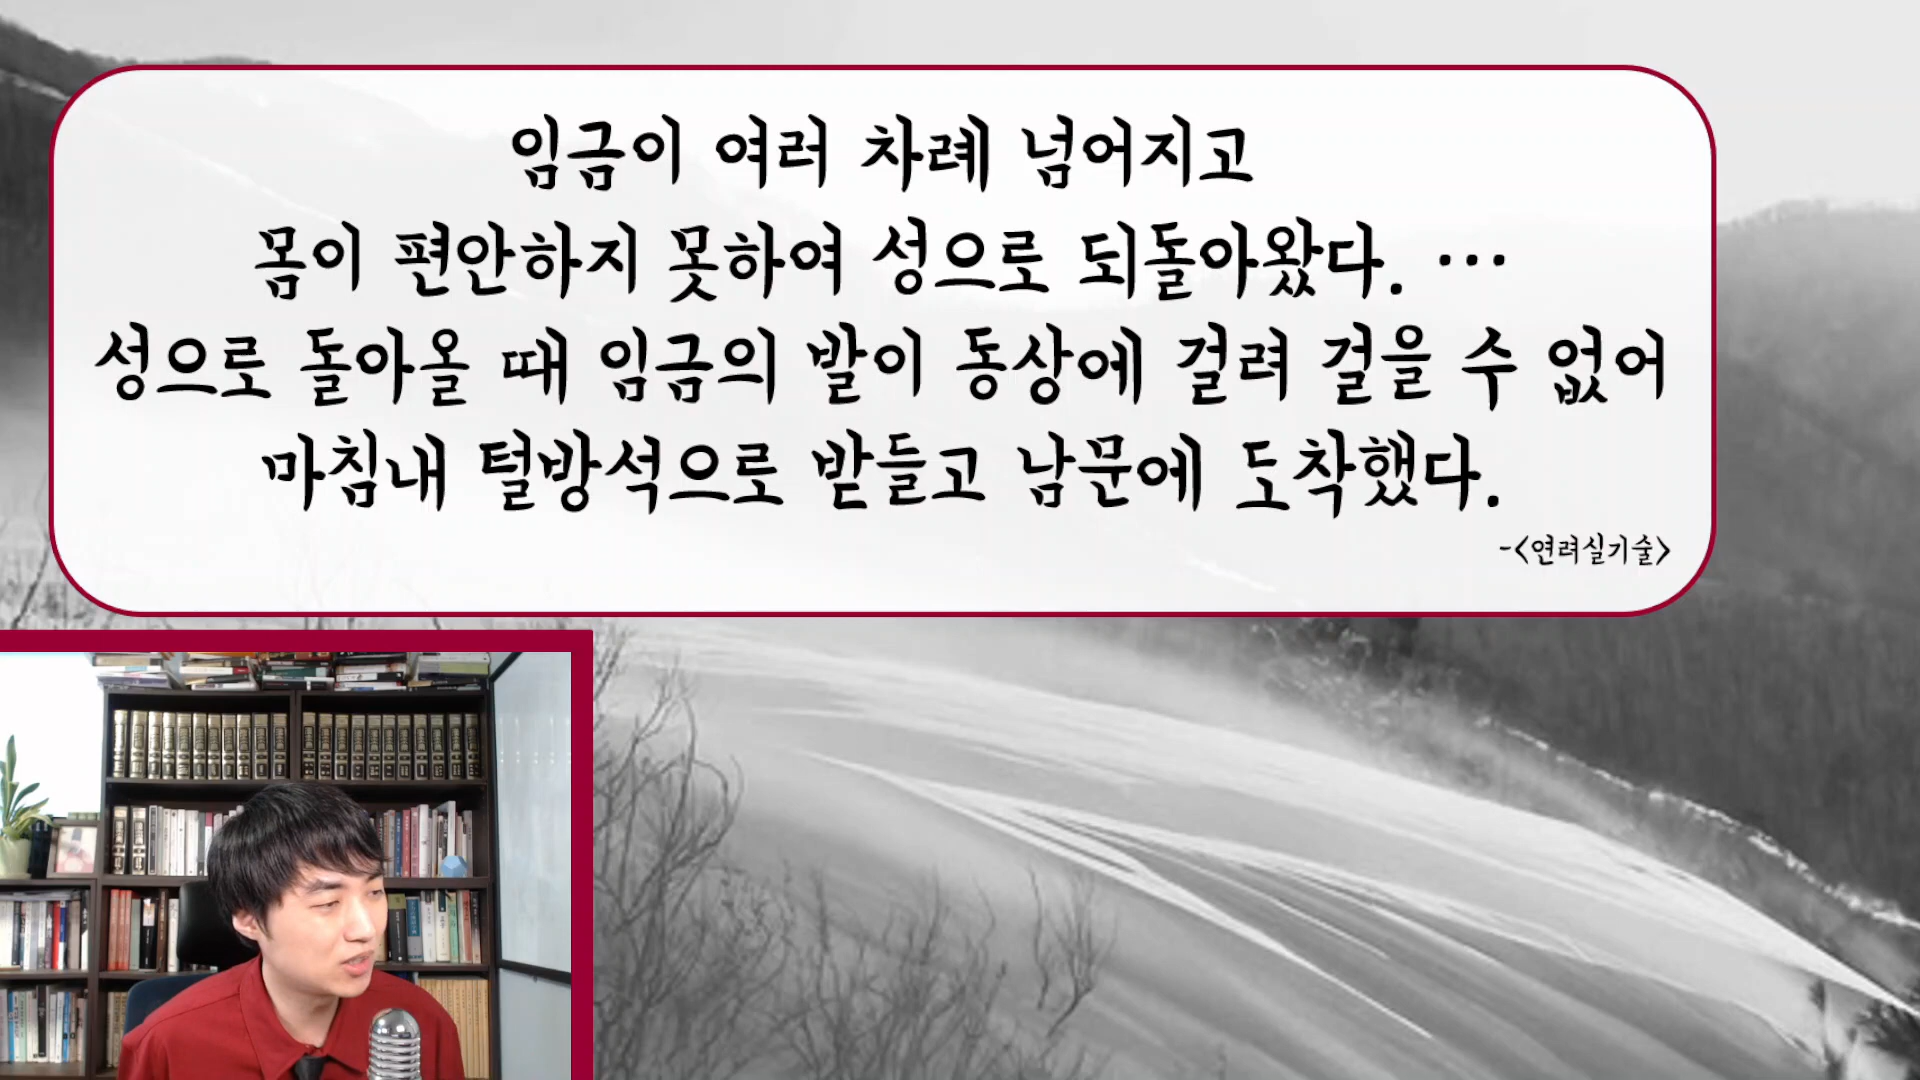 임금이 여러 차례 넘어지고
몸이 편안하지 못하여 성으로 되돌아왔다. …
성으로 돌아올 때 임금의 발이 동상에 걸려 걸을 수 없어
마침내 털방석으로 받들고 남문에 도착했다.
-<연려실기술>